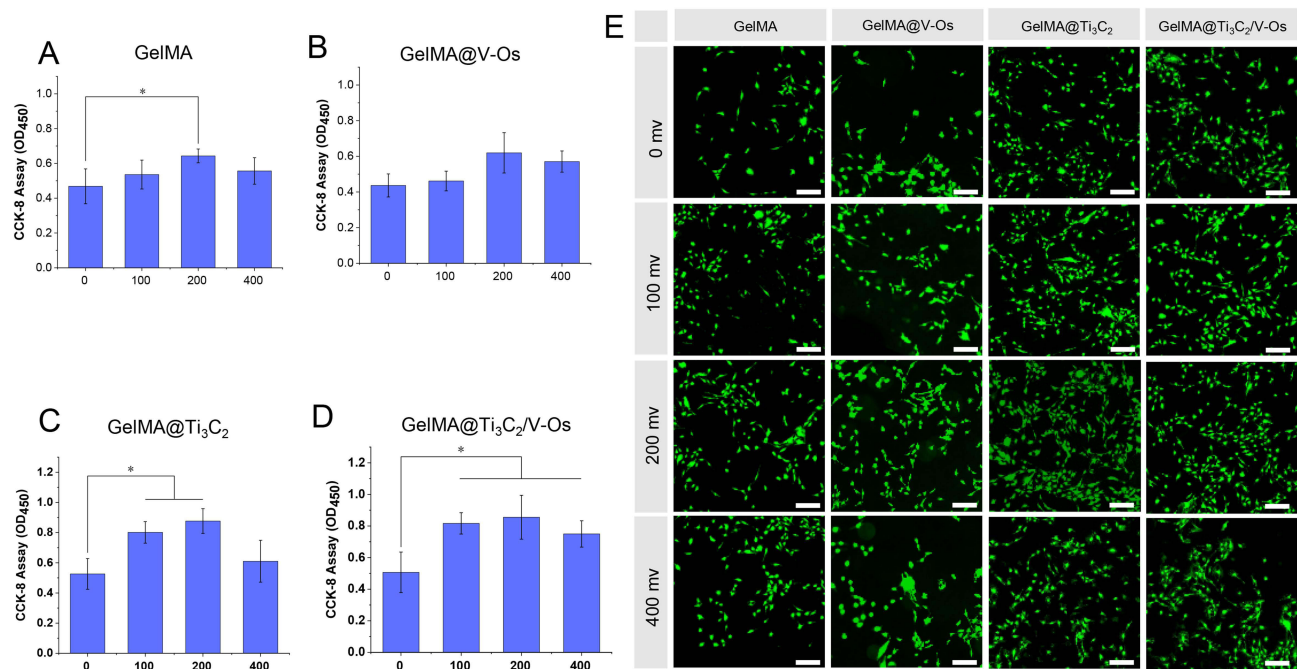 A
GelMA
CCK-8 Assay (OD₄₅₀)
1.0
0.8
0.6
0.4
0.2
0.0
*
0 100 200 400
B
GelMA@V-Os
CCK-8 Assay (OD₄₅₀)
1.0
0.8
0.6
0.4
0.2
0.0
0 100 200 400
C
GelMA@Ti₃C₂
CCK-8 Assay (OD₄₅₀)
1.2
1.0
0.8
0.6
0.4
0.2
0.0
*
0 100 200 400
D
GelMA@Ti₃C₂/V-Os
CCK-8 Assay (OD₄₅₀)
1.2
1.0
0.8
0.6
0.4
0.2
0.0
*
0 100 200 400
E
GelMA GelMA@V-Os GelMA@Ti₃C₂ GelMA@Ti₃C₂/V-Os
0 mv
100 mv
200 mv
400 mv